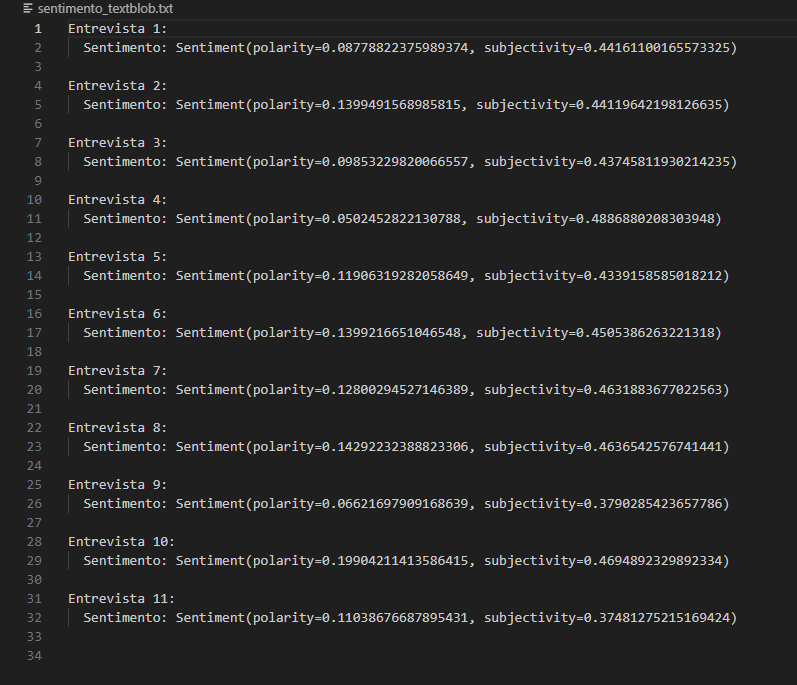 sentimento_textblob.txt
1 Entrevista 1:
2 Sentimento: Sentiment(polarity=0.08778822375989374, subjectivity=0.44161100165573325)
3
4 Entrevista 2:
5 Sentimento: Sentiment(polarity=0.1399491568985815, subjectivity=0.44119642198126635)
6
7 Entrevista 3:
8 Sentimento: Sentiment(polarity=0.09853229820066557, subjectivity=0.43745811930214235)
9
10 Entrevista 4:
11 Sentimento: Sentiment(polarity=0.0502452822130788, subjectivity=0.4886880208303948)
12
13 Entrevista 5:
14 Sentimento: Sentiment(polarity=0.11906319282058649, subjectivity=0.4339158585018212)
15
16 Entrevista 6:
17 Sentimento: Sentiment(polarity=0.1399216651046548, subjectivity=0.4505386263221318)
18
19 Entrevista 7:
20 Sentimento: Sentiment(polarity=0.12800294527146389, subjectivity=0.4631883677022563)
21
22 Entrevista 8:
23 Sentimento: Sentiment(polarity=0.14292232388823306, subjectivity=0.4636542576741441)
24
25 Entrevista 9:
26 Sentimento: Sentiment(polarity=0.06621697909168639, subjectivity=0.3790285423657786)
27
28 Entrevista 10:
29 Sentimento: Sentiment(polarity=0.19904211413586415, subjectivity=0.4694892329892334)
30
31 Entrevista 11:
32 Sentimento: Sentiment(polarity=0.11038676687895431, subjectivity=0.37481275215169424)
33
34